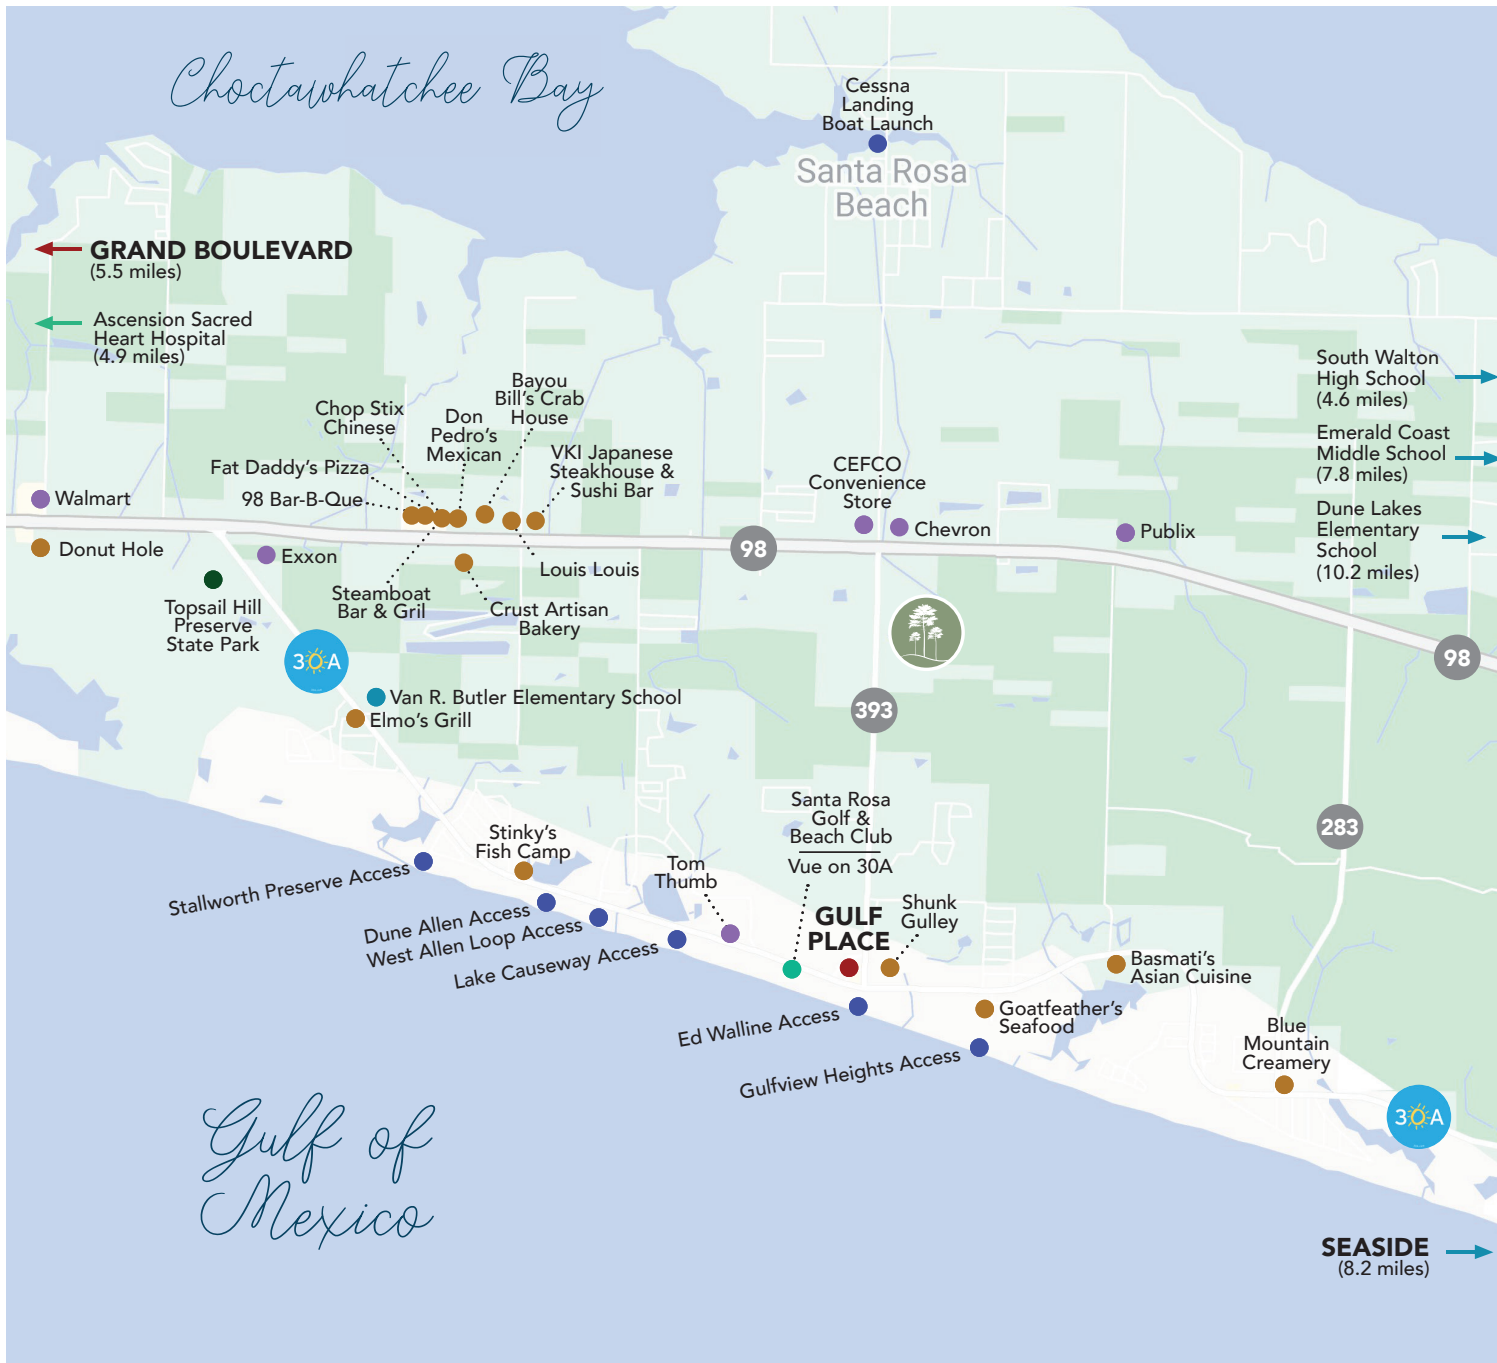 Choctawhatchee Bay
Cessna
Landing
Boat Launch
Santa Rosa
Beach
GRAND BOULEVARD
(5.5 miles)
Ascension Sacred
Heart Hospital
(4.9 miles)
South Walton
High School
(4.6 miles)
Emerald Coast
Middle School
(7.8 miles)
Dune Lakes
Elementary
School
(10.2 miles)
Bayou
Bill's Crab
House
Chop Stix
Chinese
Don
Pedro's
Mexican
VKI Japanese
Steakhouse &
Sushi Bar
Fat Daddy's Pizza
98 Bar-B-Que
CEFCO
Convenience
Store
Walmart
Chevron
Publix
Donut Hole
Exxon
98
Louis Louis
Steamboat
Bar & Gril
Crust Artisan
Bakery
Topsail Hill
Preserve
State Park
30A
98
Van R. Butler Elementary School
Elmo's Grill
393
Santa Rosa
Golf &
Beach Club
Vue on 30A
283
Stinky's
Fish Camp
Tom
Thumb
Stallworth Preserve Access
Dune Allen Access
West Allen Loop Access
Lake Causeway Access
GULF
PLACE
Shunk
Gulley
Basmati's
Asian Cuisine
Ed Walline Access
Goatfeather's
Seafood
Gulfview Heights Access
Blue
Mountain
Creamery
30A
Gulf of
Mexico
SEASIDE
(8.2 miles)